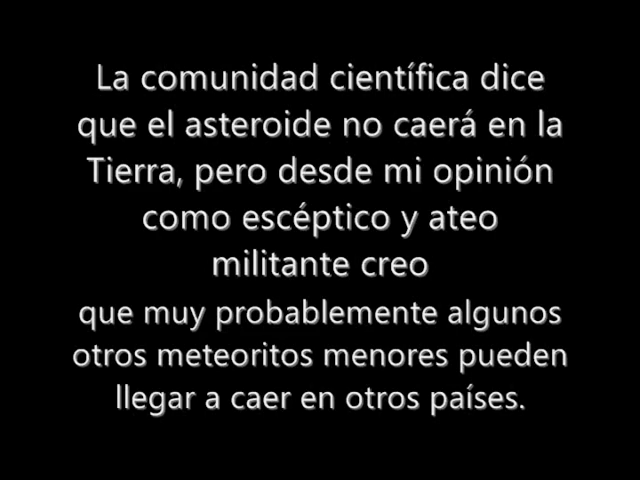 La comunidad científica dice
que el asteroide no caerá en la
Tierra, pero desde mi opinión
como escéptico y ateo
militante creo
que muy probablemente algunos
otros meteoritos menores pueden
llegar a caer en otros países.